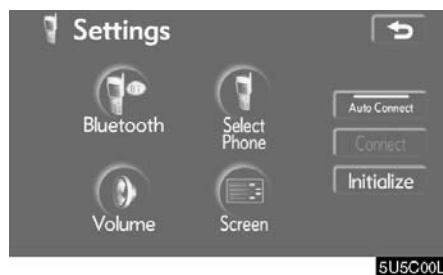 Settings
Bluetooth
Select
Phone
Auto Connect
Connect
Initialize
Volume
Screen
5U5C00L